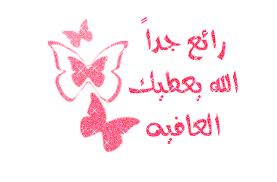 رائع جداً
الله يعطيك
العافيه